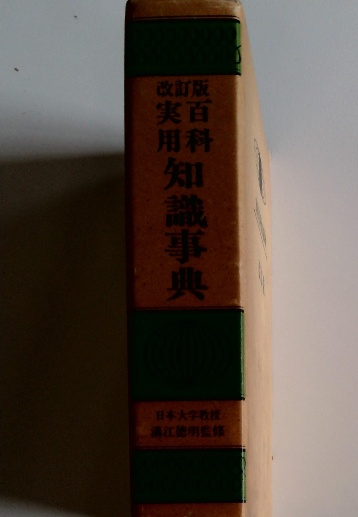 改訂版
実用
百科
知識事典
日本大学教授